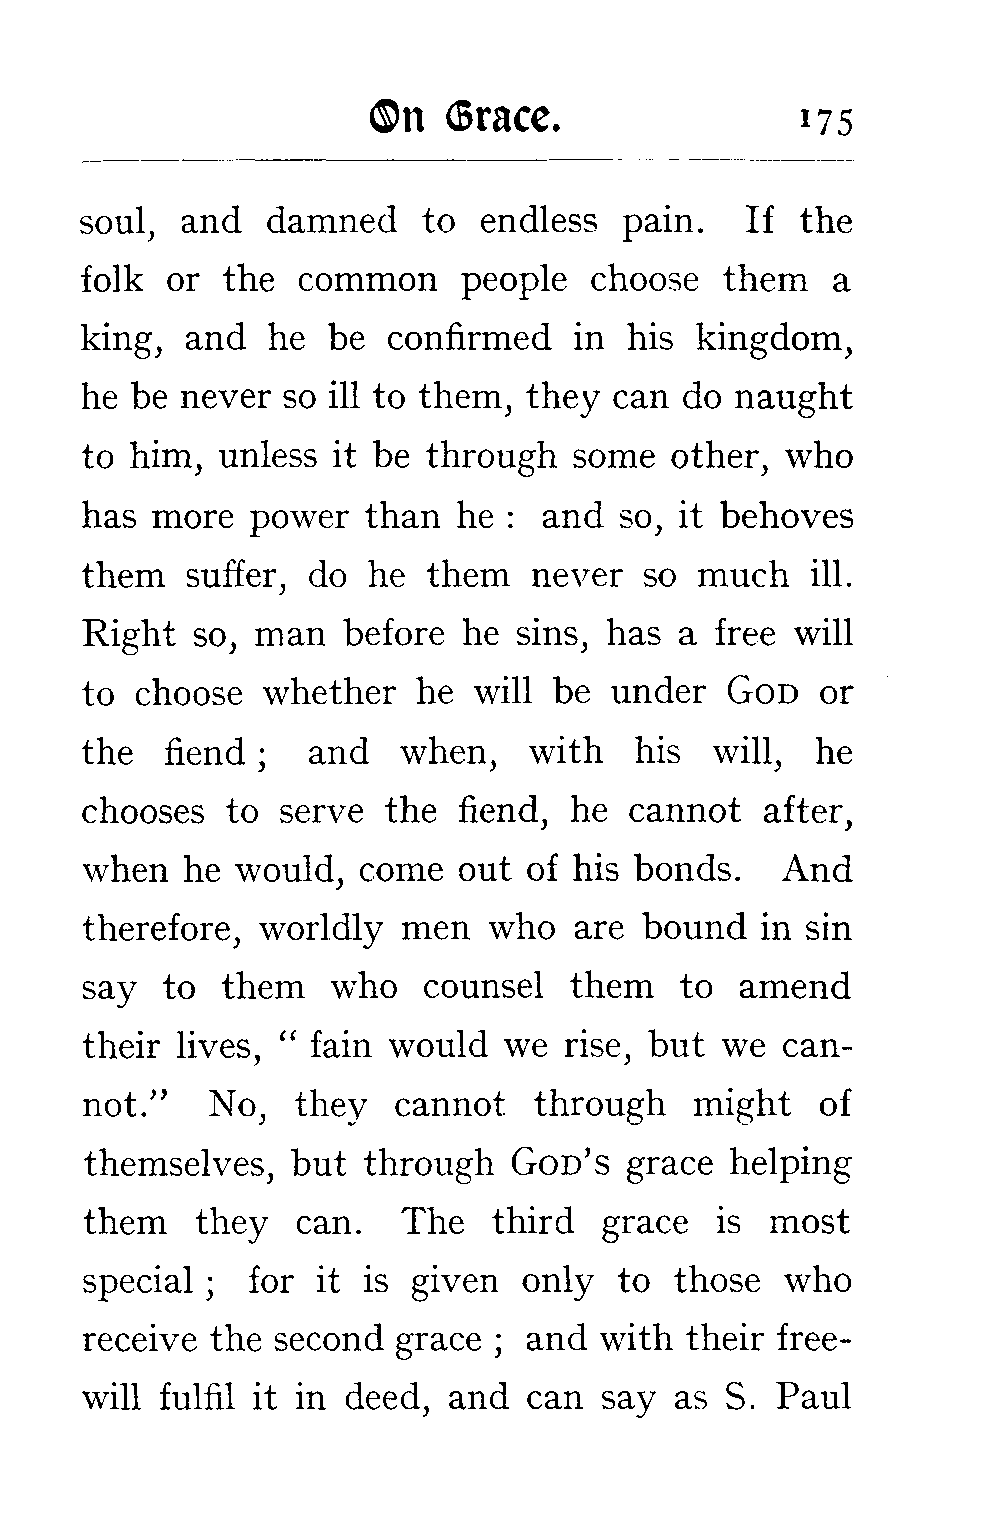 On Grace. 175
soul, and damned to endless pain. If the
folk or the common people choose them a
king, and he be confirmed in his kingdom,
he be never so ill to them, they can do naught
to him, unless it be through some other, who
has more power than he : and so, it behoves
them suffer, do he them never so much ill.
Right so, man before he sins, has a free will
to choose whether he will be under GOD or
the fiend ; and when, with his will, he
chooses to serve the fiend, he cannot after,
when he would, come out of his bonds. And
therefore, worldly men who are bound in sin
say to them who counsel them to amend
their lives, “ fain would we rise, but we can-
not.” No, they cannot through might of
themselves, but through GOD’S grace helping
them they can. The third grace is most
special ; for it is given only to those who
receive the second grace ; and with their free-
will fulfil it in deed, and can say as S. Paul